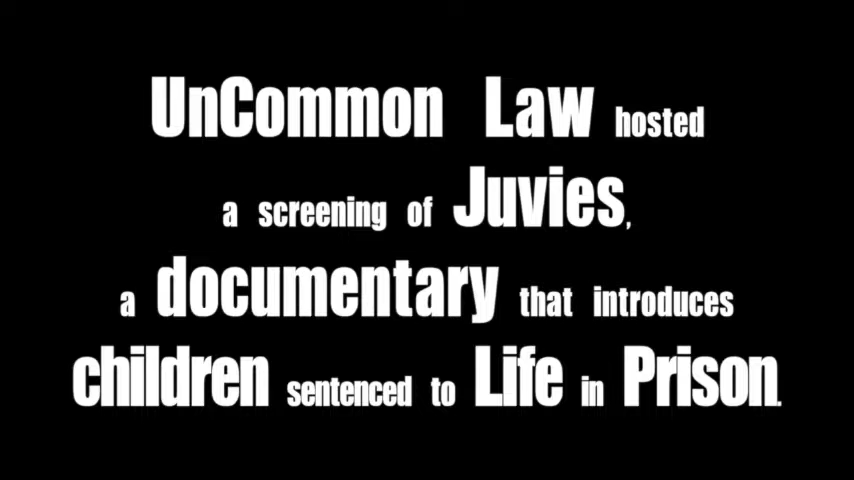 UnCommon Law hosted
a screening of Juvies,
a documentary that introduces
children sentenced to Life in Prison.